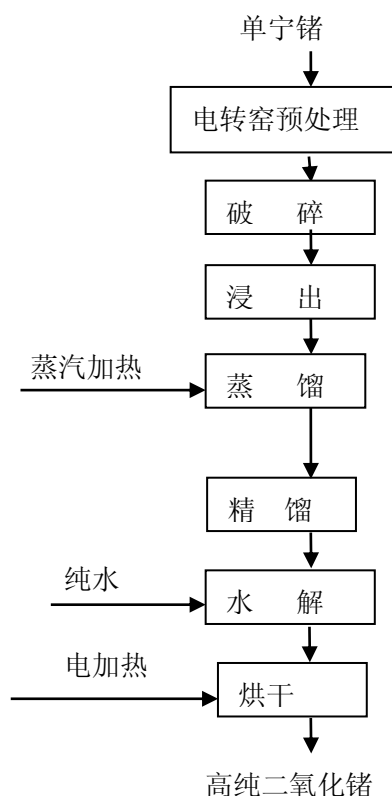 单宁锗
电转窑预处理
破 碎
浸 出
蒸汽加热
蒸 馏
精 馏
纯水
水 解
电加热
烘干
高纯二氧化锗